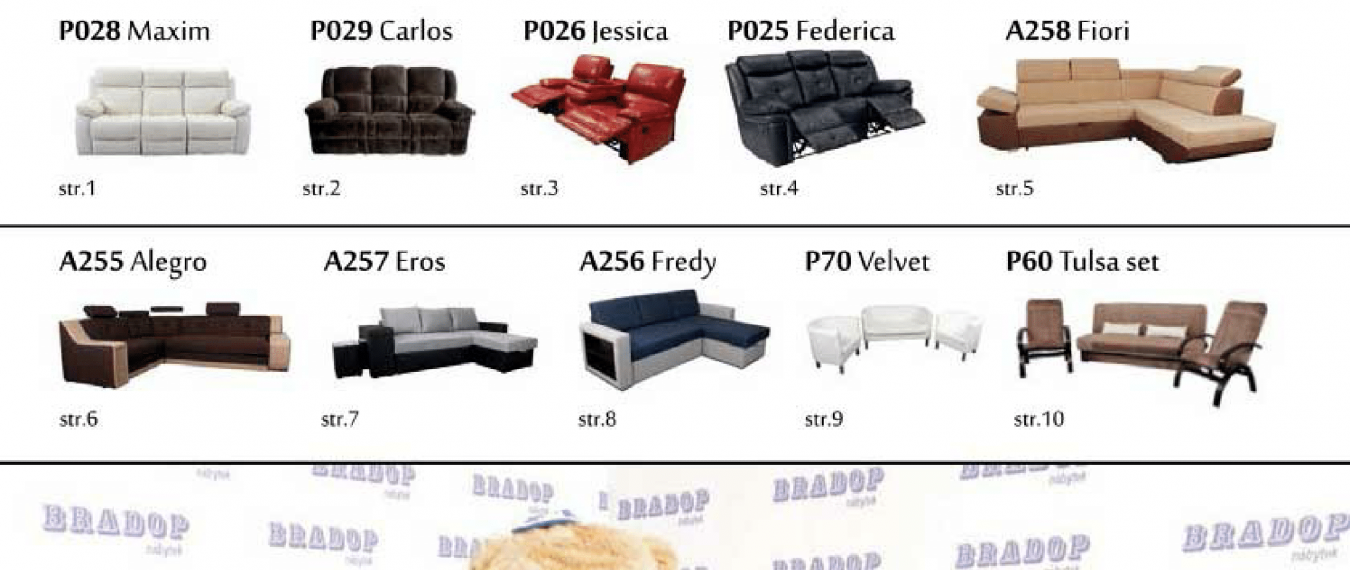 P028 Maxim
P029 Carlos
P026 Jessica
P025 Federica
A258 Fiori
str.1
str.2
str.3
str.4
str.5
A255 Alegro
A257 Eros
A256 Fredy
P70 Velvet
P60 Tulsa set
str.6
str.7
str.8
str.9
str.10
nábytek
BRADOP
nábytek
BRADOP
BRADOP
nábytek
BRADOP
nábytek
BRADOP
nábytek
BRADOP
nábytek
BRADOP
nábytek
BRADOP
BRADOP
nábytek
BRADOP
nábytek